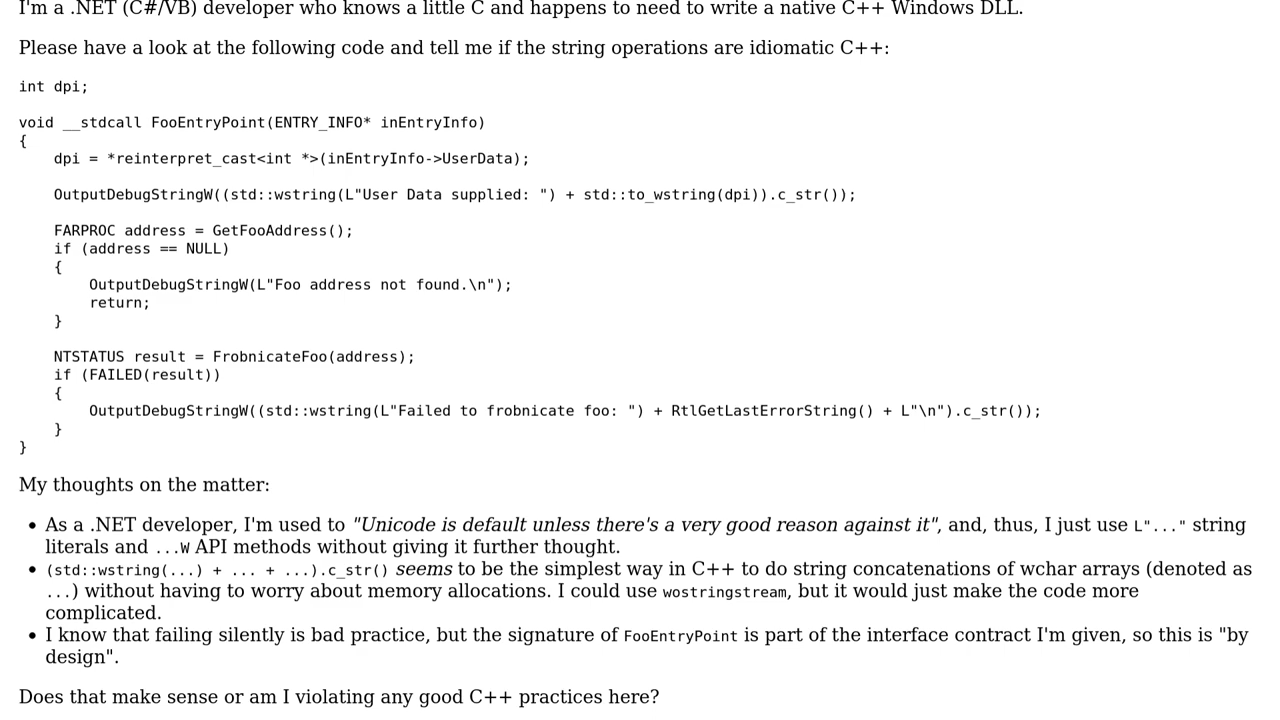 I'm a .NET (C#/VB) developer who knows a little C and happens to need to write a native C++ Windows DLL.
Please have a look at the following code and tell me if the string operations are idiomatic C++:
int dpi;
void __stdcall FooEntryPoint(ENTRY_INFO* inEntryInfo)
{
    dpi = *reinterpret_cast<int *>(inEntryInfo->UserData);
    OutputDebugStringW((std::wstring(L"User Data supplied: ") + std::to_wstring(dpi)).c_str());
    FARPROC address = GetFooAddress();
    if (address == NULL)
    {
        OutputDebugStringW(L"Foo address not found.\n");
        return;
    }
    NTSTATUS result = FrobnicateFoo(address);
    if (FAILED(result))
    {
        OutputDebugStringW((std::wstring(L"Failed to frobnicate foo: ") + RtlGetLastErrorString() + L"\n").c_str());
    }
}
My thoughts on the matter:
• As a .NET developer, I'm used to "Unicode is default unless there's a very good reason against it", and, thus, I just use L"..." string
literals and ...W API methods without giving it further thought.
• (std::wstring(...) + ... + ...).c_str() seems to be the simplest way in C++ to do string concatenations of wchar arrays (denoted as
...) without having to worry about memory allocations. I could use wostringstream, but it would just make the code more
complicated.
• I know that failing silently is bad practice, but the signature of FooEntryPoint is part of the interface contract I'm given, so this is "by
design".
Does that make sense or am I violating any good C++ practices here?